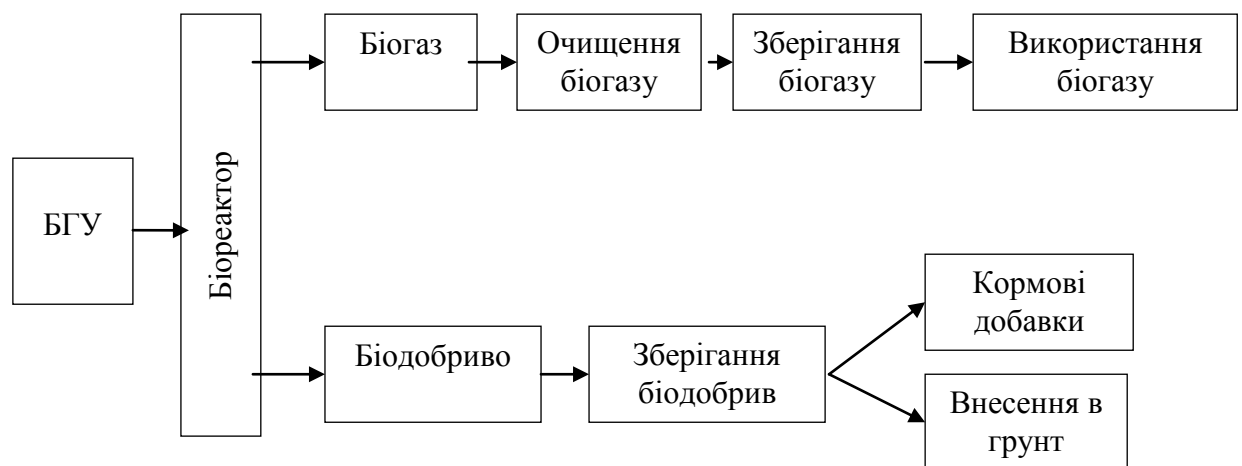 Біогаз
Очищення
біогазу
Зберігання
біогазу
Використання
біогазу
БГУ
Біореактор
Біодобриво
Зберігання
біодобрив
Кормові
добавки
Внесення в
грунт